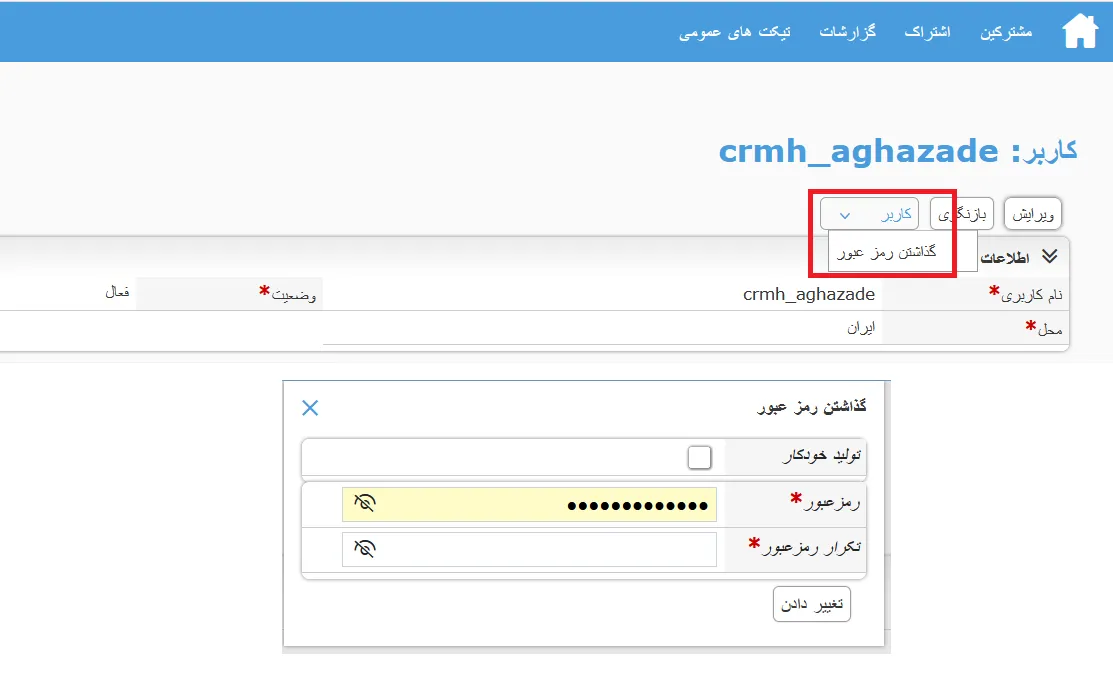 مشترکین اشتراک گزارشات تیکت های عمومی
کاربر: crmh_aghazade
ویرایش بازنگری کاربر
گذاشتن رمز عبور
اطلاعات
نام کاربری* crmh_aghazade وضعیت* فعال
محل* ایران
گذاشتن رمز عبور
تولید خودکار
رمزعبور* ●●●●●●●●●●●●●
تکرار رمزعبور*
تغییر دادن